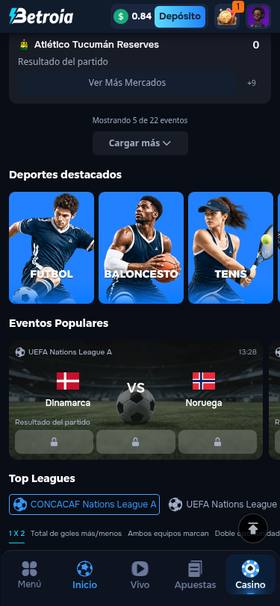 Betroia
$ 0.84 Depósito
1
Atlético Tucumán Reserves 0
Resultado del partido
Ver Más Mercados +9
Mostrando 5 de 22 eventos
Cargar más
Deportes destacados
FÚTBOL BALONCESTO TENIS
Eventos Populares
UEFA Nations League A 13:28
VS
Dinamarca Noruega
Resultado del partido
Top Leagues
CONCACAF Nations League A UEFA Nations League
1 X 2 Total de goles más/menos Ambos equipos marcan Doble
Menú Inicio Vivo Apuestas Casino